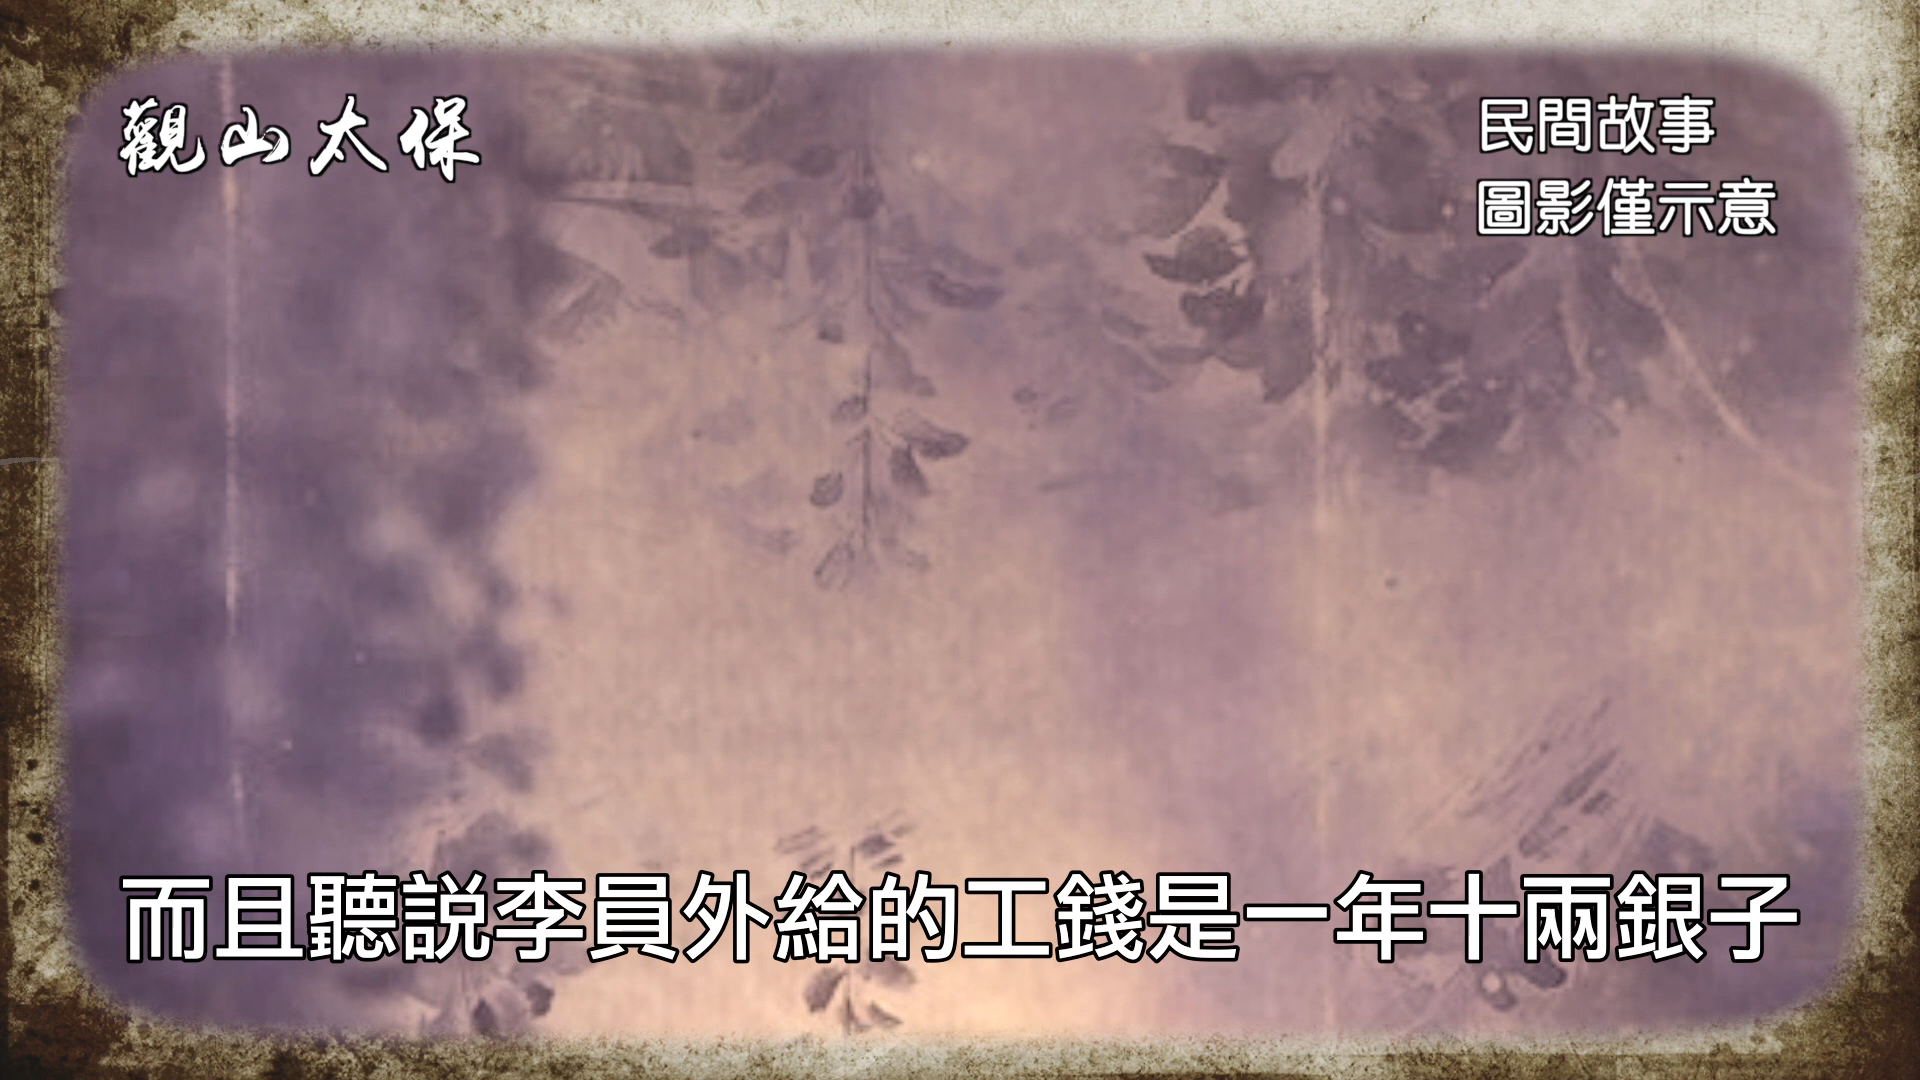 觀山太保
民間故事
圖影僅示意
而且聽説李員外給的工錢是一年十兩銀子